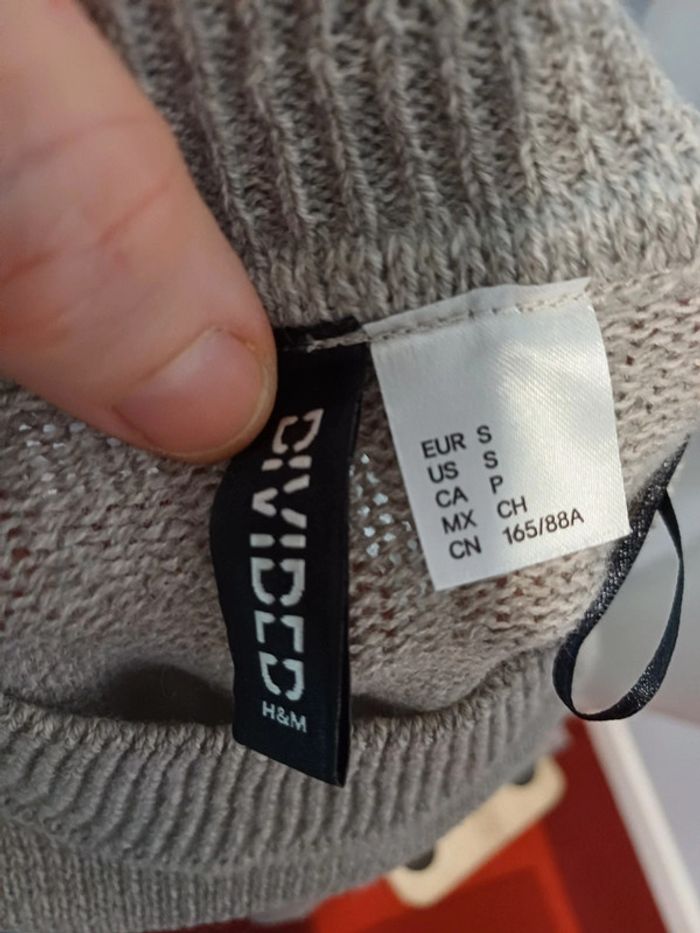 DIVIDED
H&M
EUR S
US S
CA P
MX CH
CN 165/88A